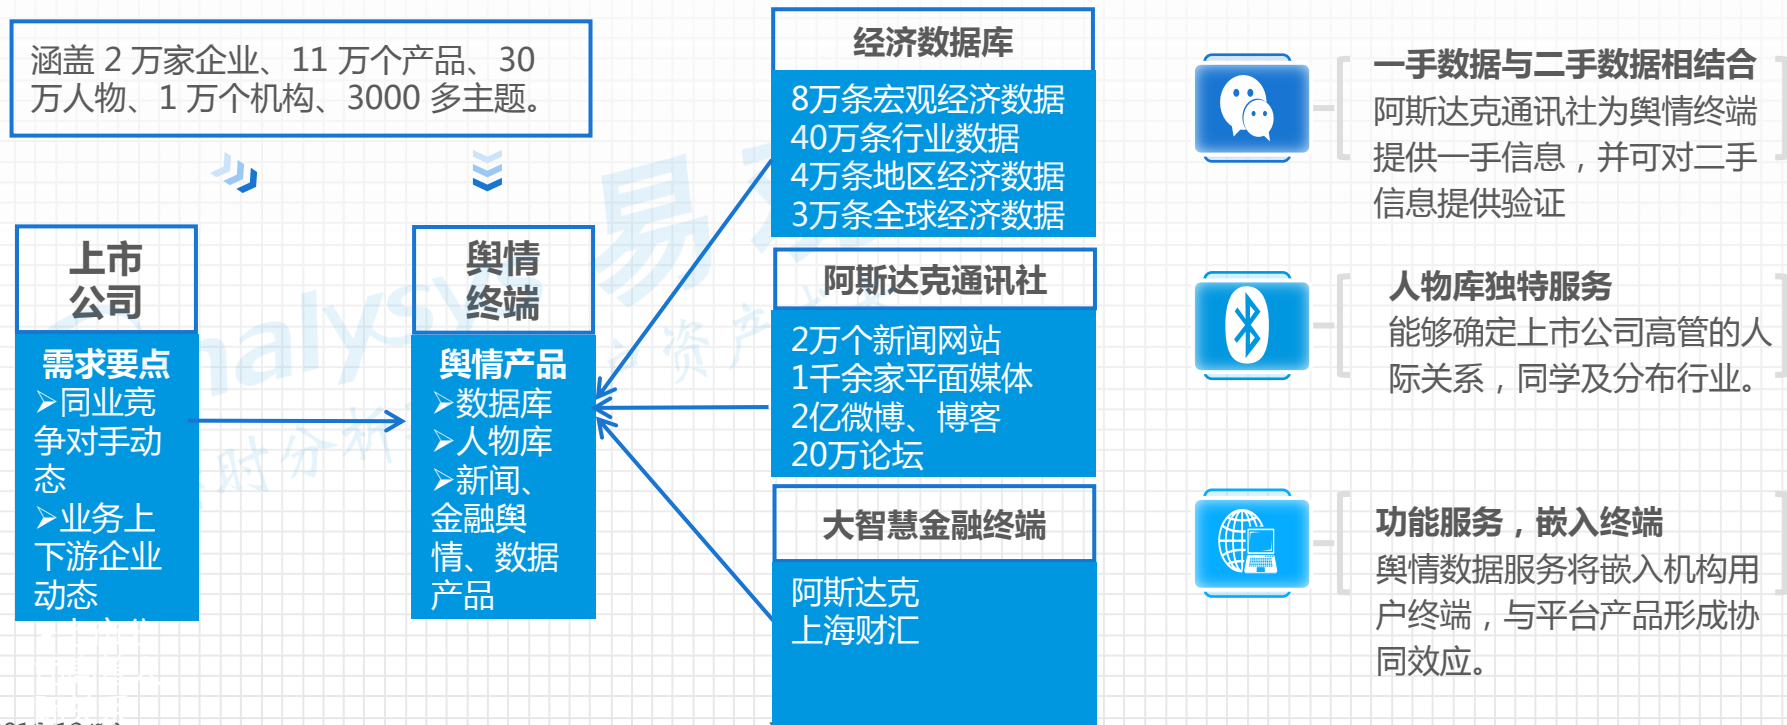 涵盖 2 万家企业、11 万个产品、30
万人物、1 万个机构、3000 多主题。
上市
公司
需求要点
➢同业竞
争对手动
态
➢业务上
下游企业
动态
舆情
终端
舆情产品
➢数据库
➢人物库
➢新闻、
金融舆
情、数据
产品
经济数据库
8万条宏观经济数据
40万条行业数据
4万条地区经济数据
3万条全球经济数据
阿斯达克通讯社
2万个新闻网站
1千余家平面媒体
2亿微博、博客
20万论坛
大智慧金融终端
阿斯达克
上海财汇
一手数据与二手数据相结合
阿斯达克通讯社为舆情终端
提供一手信息，并可对二手
信息提供验证
人物库独特服务
能够确定上市公司高管的人
际关系，同学及分布行业。
功能服务，嵌入终端
舆情数据服务将嵌入机构用
户终端，与平台产品形成协
同效应。